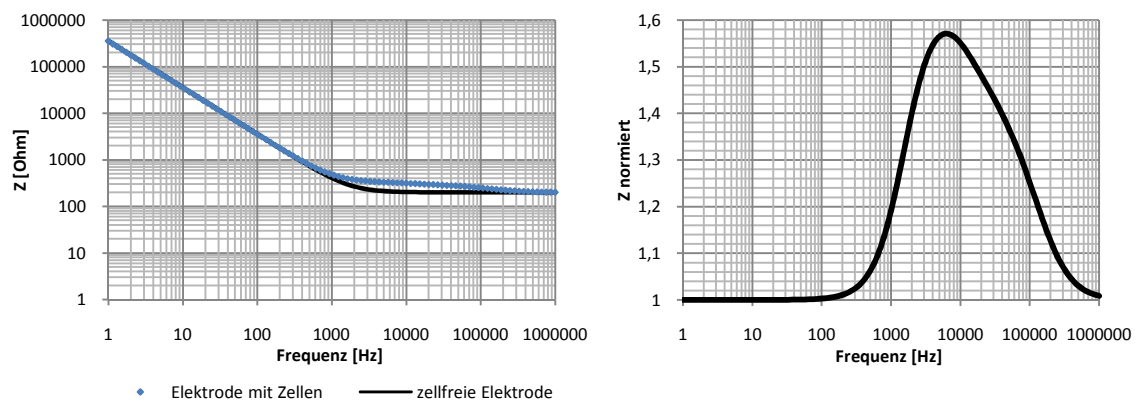 Z [Ohm]
1000000
100000
10000
1000
100
10
1
1 10 100 1000 10000 100000 1000000
Frequenz [Hz]
Elektrode mit Zellen
zellfreie Elektrode
Z normiert
1,6
1,5
1,4
1,3
1,2
1,1
1
1 10 100 1000 10000 100000 1000000
Frequenz [Hz]